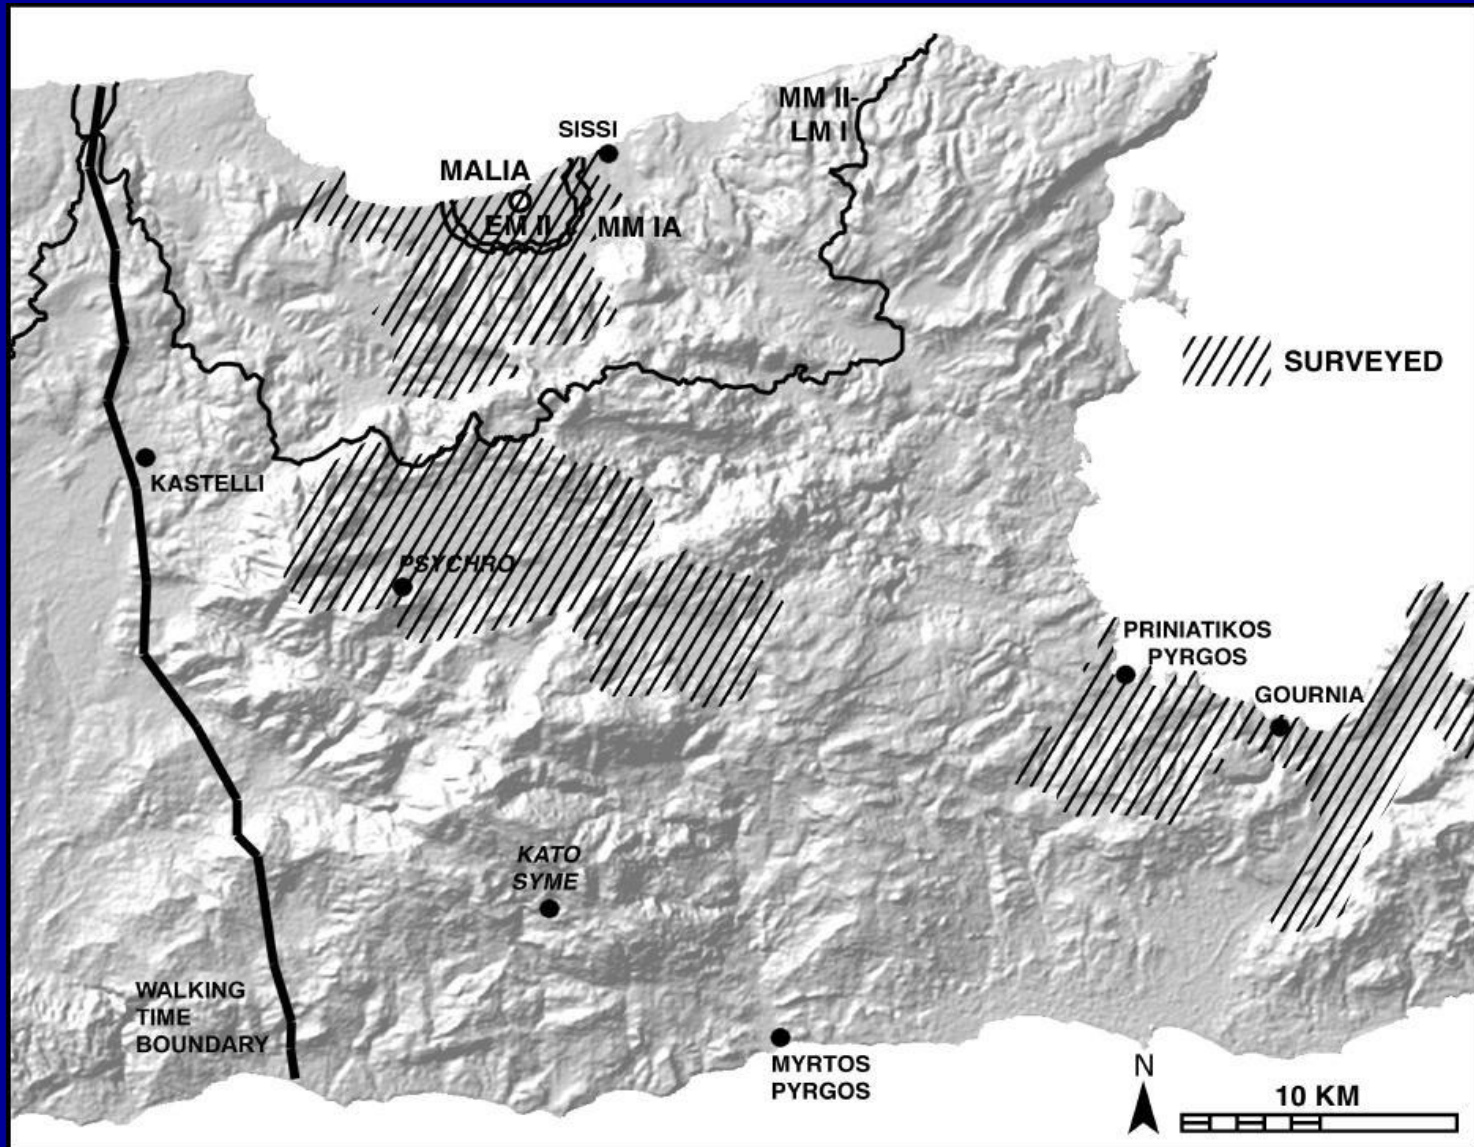 MM II-
LM I
SISSI
MALIA
EM II
MM IA
SURVEYED
KASTELLI
PSYCHRO
PRINIATIKOS
PYRGOS
GOURNIA
KATO
SYME
WALKING
TIME
BOUNDARY
MYRTOS
PYRGOS
N
10 KM